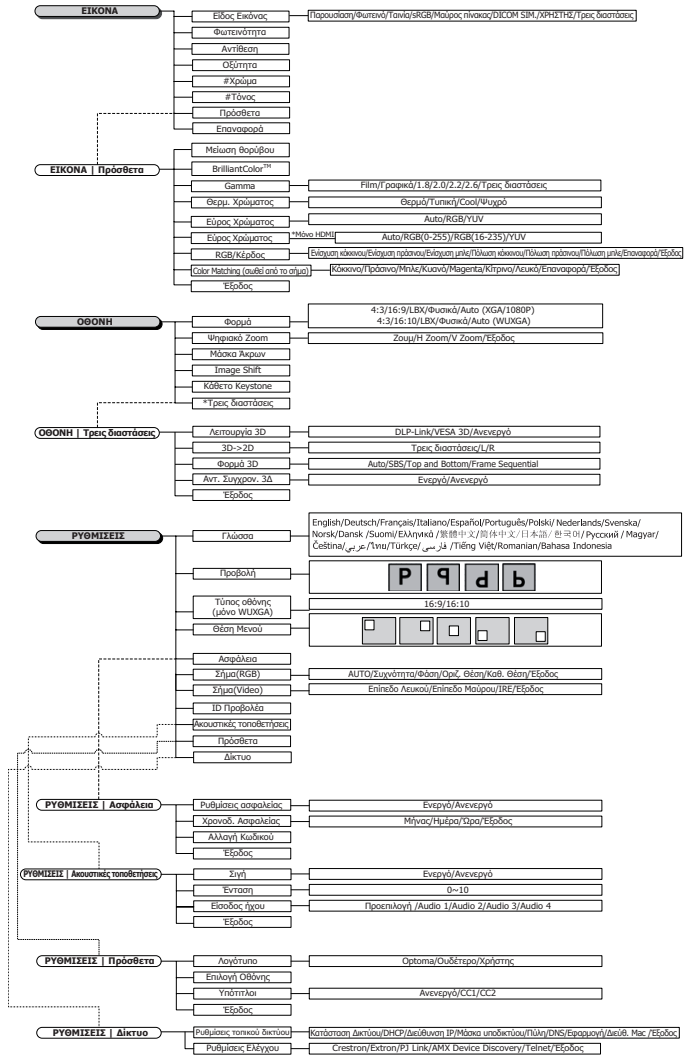 ΕΙΚΟΝΑ
Είδος Εικόνας
Παρουσίαση/Φωτεινό/Ταινία/sRGB/Μαύρος πίνακας/DICOM SIM./ΧΡΗΣΤΗΣ/Τρεις διαστάσεις
Φωτεινότητα
Αντίθεση
Οξύτητα
#Χρώμα
#Τόνος
Πρόσθετα
Επαναφορά
ΕΙΚΟΝΑ | Πρόσθετα
Μείωση θορύβου
BrilliantColor™
Gamma
Film/Γραφικά/1.8/2.0/2.2/2.6/Τρεις διαστάσεις
Θερμ. Χρώματος
Θερμό/Τυπική/Cool/Ψυχρό
Εύρος Χρώματος
Auto/RGB/YUV
Εύρος Χρώματος
*Μόνο HDMI
Auto/RGB(0-255)/RGB(16-235)/YUV
RGB/Κέρδος
Ενίσχυση κόκκινου/Ενίσχυση πράσινου/Ενίσχυση μπλε/Πόλωση κόκκινου/Πόλωση πράσινου/Πόλωση μπλε/Επαναφορά/Έξοδος
Color Matching (σωθεί από το σήμα)
Κόκκινο/Πράσινο/Μπλε/Κυανό/Magenta/Κίτρινο/Λευκό/Επαναφορά/Έξοδος
Έξοδος
ΟΘΟΝΗ
Φορμά
4:3/16:9/LBX/Φυσικά/Auto (XGA/1080P)
4:3/16:10/LBX/Φυσικά/Auto (WUXGA)
Ψηφιακό Zoom
Ζουμ/H Zoom/V Zoom/Έξοδος
Μάσκα Άκρων
Image Shift
Κάθετο Keystone
*Τρεις διαστάσεις
ΟΘΟΝΗ | Τρεις διαστάσεις
Λειτουργία 3D
DLP-Link/VESA 3D/Ανενεργό
3D->2D
Τρεις διαστάσεις/L/R
Φορμά 3D
Auto/SBS/Top and Bottom/Frame Sequential
Αντ. Συγχρον. 3Δ
Ενεργό/Ανενεργό
Έξοδος
ΡΥΘΜΙΣΕΙΣ
Γλώσσα
English/Deutsch/Français/Italiano/Español/Português/Polski/ Nederlands/Svenska/
Norsk/Dansk /Suomi/Ελληνικά /繁體中文/简体中文/日本語/한국어/Русский / Magyar/
Čeština/عربي/ไทย/Türkçe/فارسی /Tiếng Việt/Romanian/Bahasa Indonesia
Προβολή
P P P P
Τύπος οθόνης
(μόνο WUXGA)
16:9/16:10
Θέση Μενού
Ασφάλεια
Σήμα(RGB)
AUTO/Συχνότητα/Φάση/Οριζ. Θέση/Καθ. Θέση/Έξοδος
Σήμα(Video)
Επίπεδο Λευκού/Επίπεδο Μαύρου/IRE/Έξοδος
ID Προβολέα
Ακουστικές τοποθετήσεις
Πρόσθετα
Δίκτυο
ΡΥΘΜΙΣΕΙΣ | Ασφάλεια
Ρυθμίσεις ασφαλείας
Ενεργό/Ανενεργό
Χρονοδ. Ασφαλείας
Μήνας/Ημέρα/Ώρα/Έξοδος
Αλλαγή Κωδικού
Έξοδος
ΡΥΘΜΙΣΕΙΣ | Ακουστικές τοποθετήσεις
Σιγή
Ενεργό/Ανενεργό
Ένταση
0~10
Είσοδος ήχου
Προεπιλογή /Audio 1/Audio 2/Audio 3/Audio 4
Έξοδος
ΡΥΘΜΙΣΕΙΣ | Πρόσθετα
Λογότυπο
Optoma/Ουδέτερο/Χρήστης
Επιλογή Οθόνης
Υπότιτλοι
Ανενεργό/CC1/CC2
Έξοδος
ΡΥΘΜΙΣΕΙΣ | Δίκτυο
Ρυθμίσεις τοπικού δικτύου
Κατάσταση Δικτύου/DHCP/Διεύθυνση IP/Μάσκα υποδικτύου/Πύλη/DNS/Εφαρμογή/Διεύθ. Mac /Έξοδος
Ρυθμίσεις Ελέγχου
Crestron/Extron/PJ Link/AMX Device Discovery/Telnet/Έξοδος